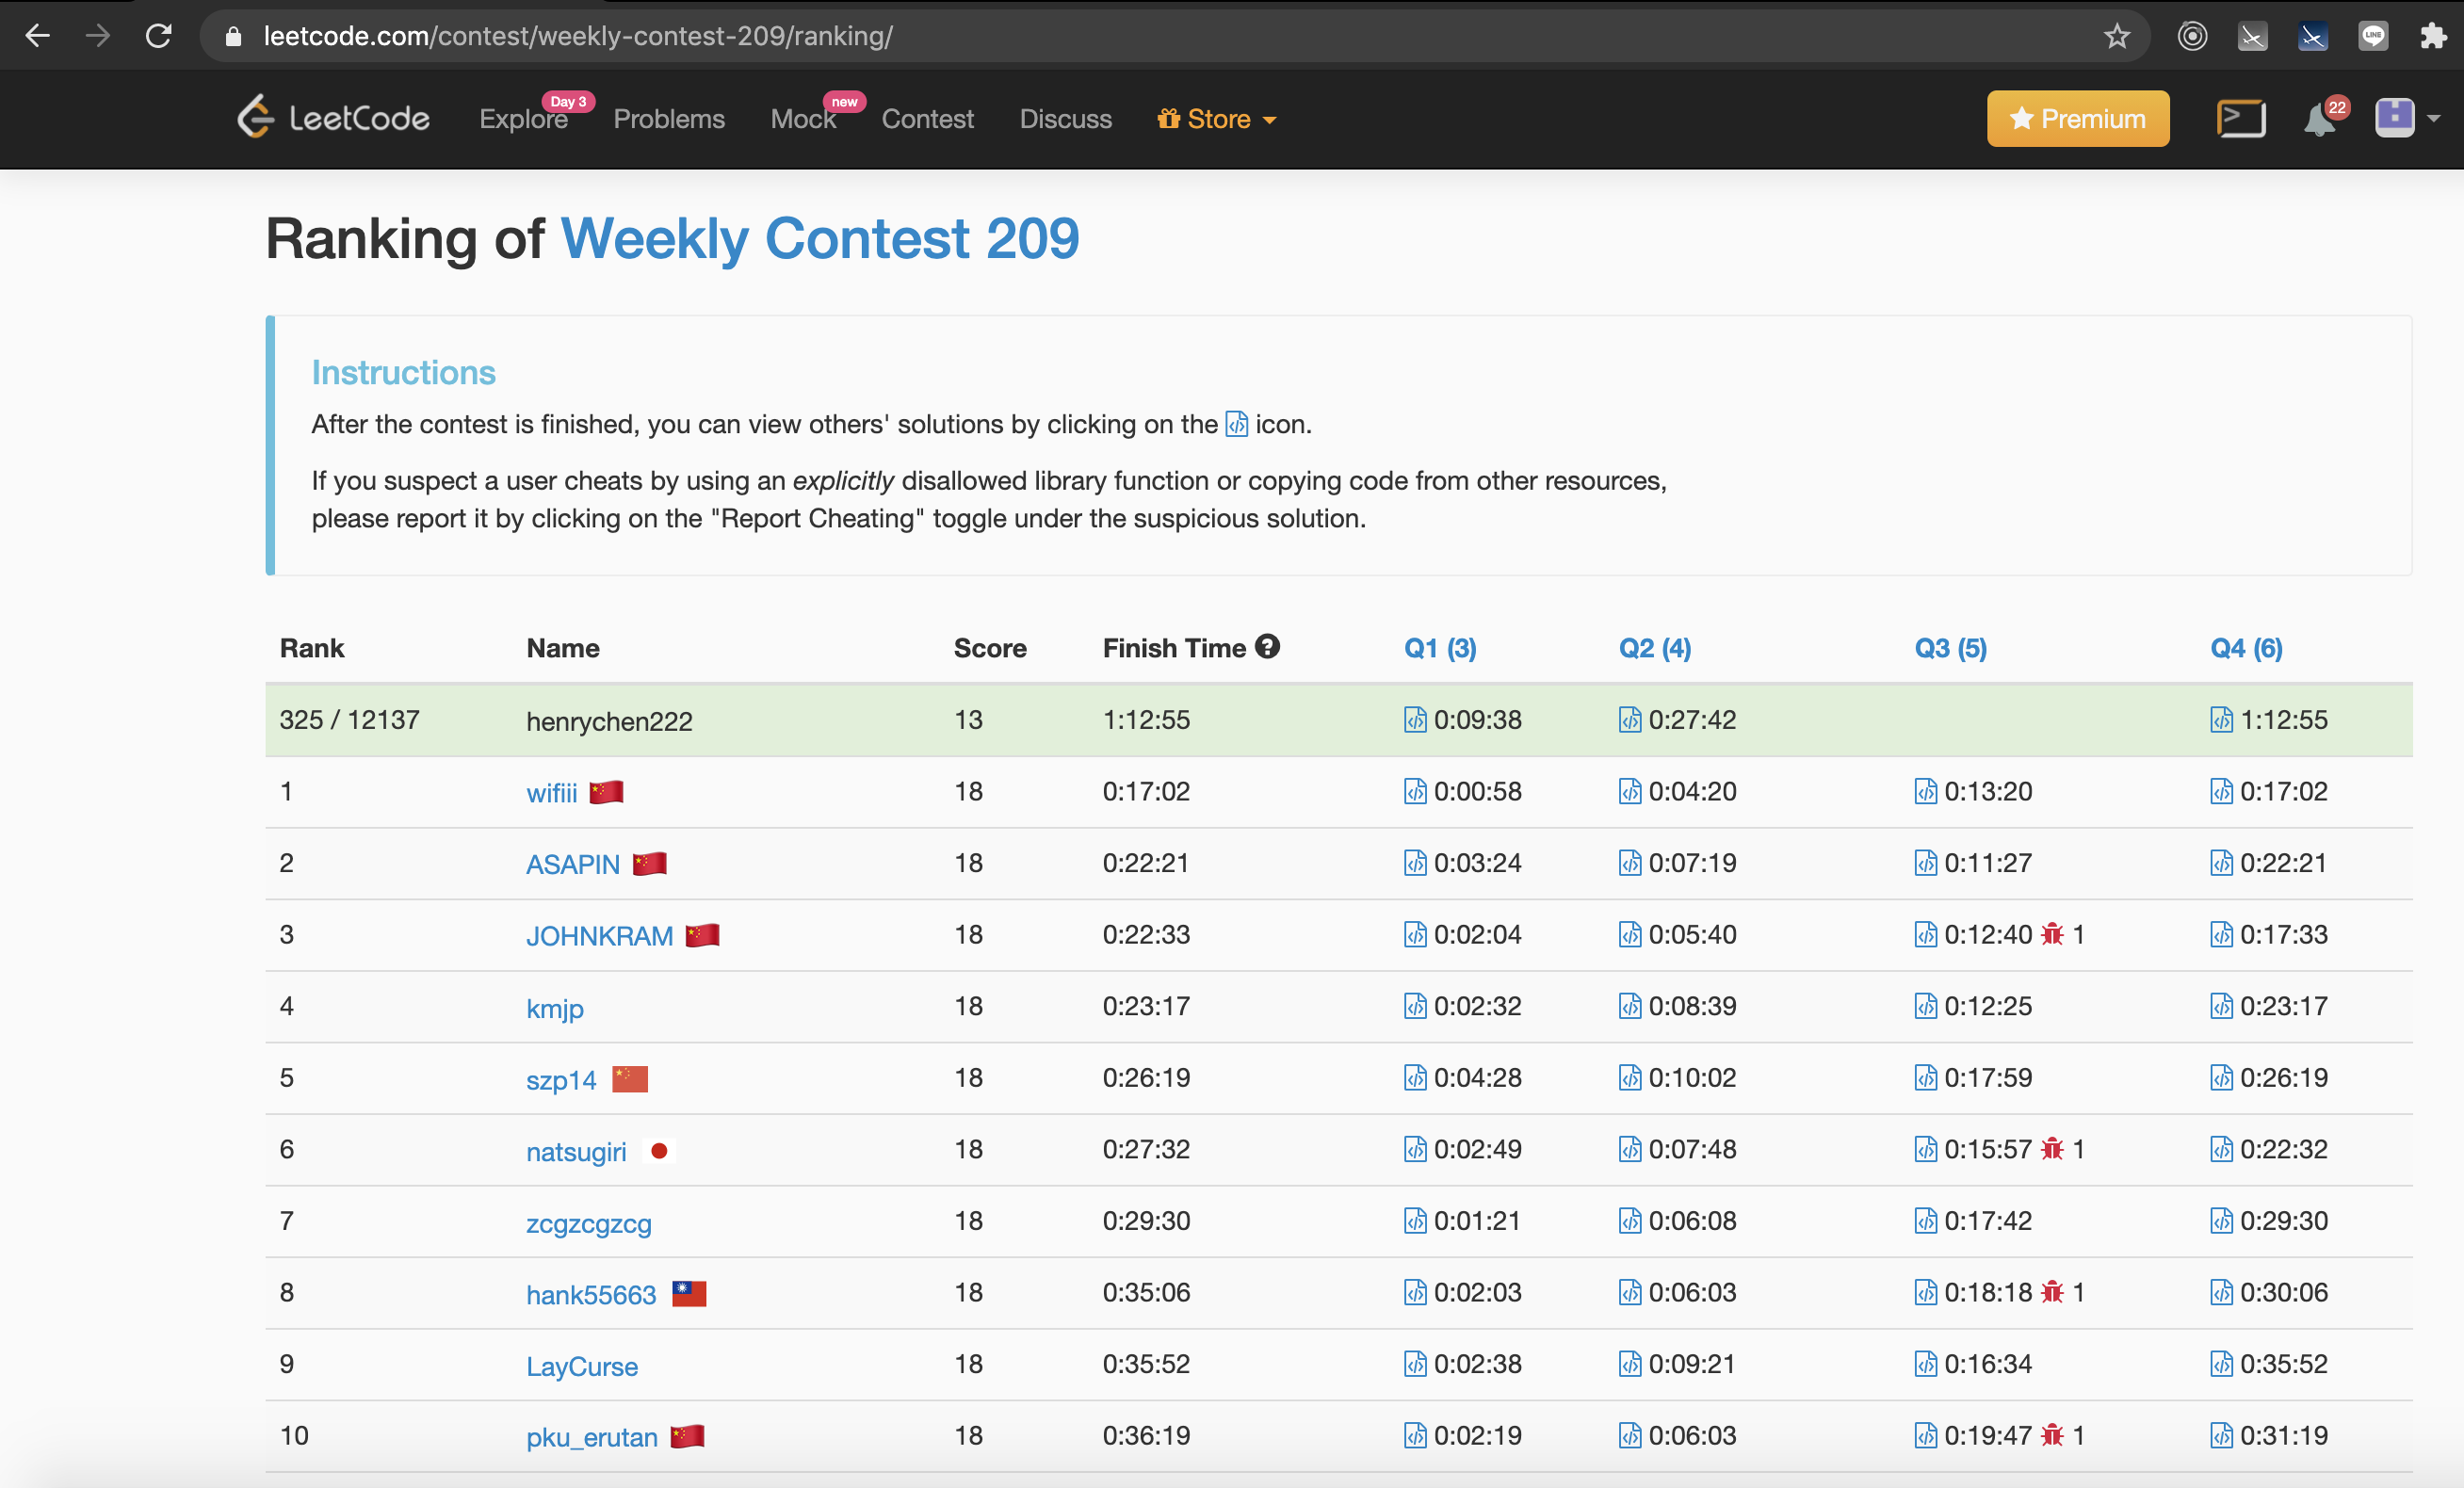 leetcode.com/contest/weekly-contest-209/ranking/
LINE
LeetCode Explore Day 3 Problems Mock new Contest Discuss Store Premium 22
Ranking of Weekly Contest 209
Instructions
After the contest is finished, you can view others' solutions by clicking on the icon.
If you suspect a user cheats by using an explicitly disallowed library function or copying code from other resources,
please report it by clicking on the "Report Cheating" toggle under the suspicious solution.
Rank Name Score Finish Time Q1 (3) Q2 (4) Q3 (5) Q4 (6)
325 / 12137 henrychen222 13 1:12:55 0:09:38 0:27:42 1:12:55
1 wifiii 18 0:17:02 0:00:58 0:04:20 0:13:20 0:17:02
2 ASAPIN 18 0:22:21 0:03:24 0:07:19 0:11:27 0:22:21
3 JOHNKRAM 18 0:22:33 0:02:04 0:05:40 0:12:40 1 0:17:33
4 kmjp 18 0:23:17 0:02:32 0:08:39 0:12:25 0:23:17
5 szp14 18 0:26:19 0:04:28 0:10:02 0:17:59 0:26:19
6 natsugiri 18 0:27:32 0:02:49 0:07:48 0:15:57 1 0:22:32
7 zcgzcgzcg 18 0:29:30 0:01:21 0:06:08 0:17:42 0:29:30
8 hank55663 18 0:35:06 0:02:03 0:06:03 0:18:18 1 0:30:06
9 LayCurse 18 0:35:52 0:02:38 0:09:21 0:16:34 0:35:52
10 pku_erutan 18 0:36:19 0:02:19 0:06:03 0:19:47 1 0:31:19